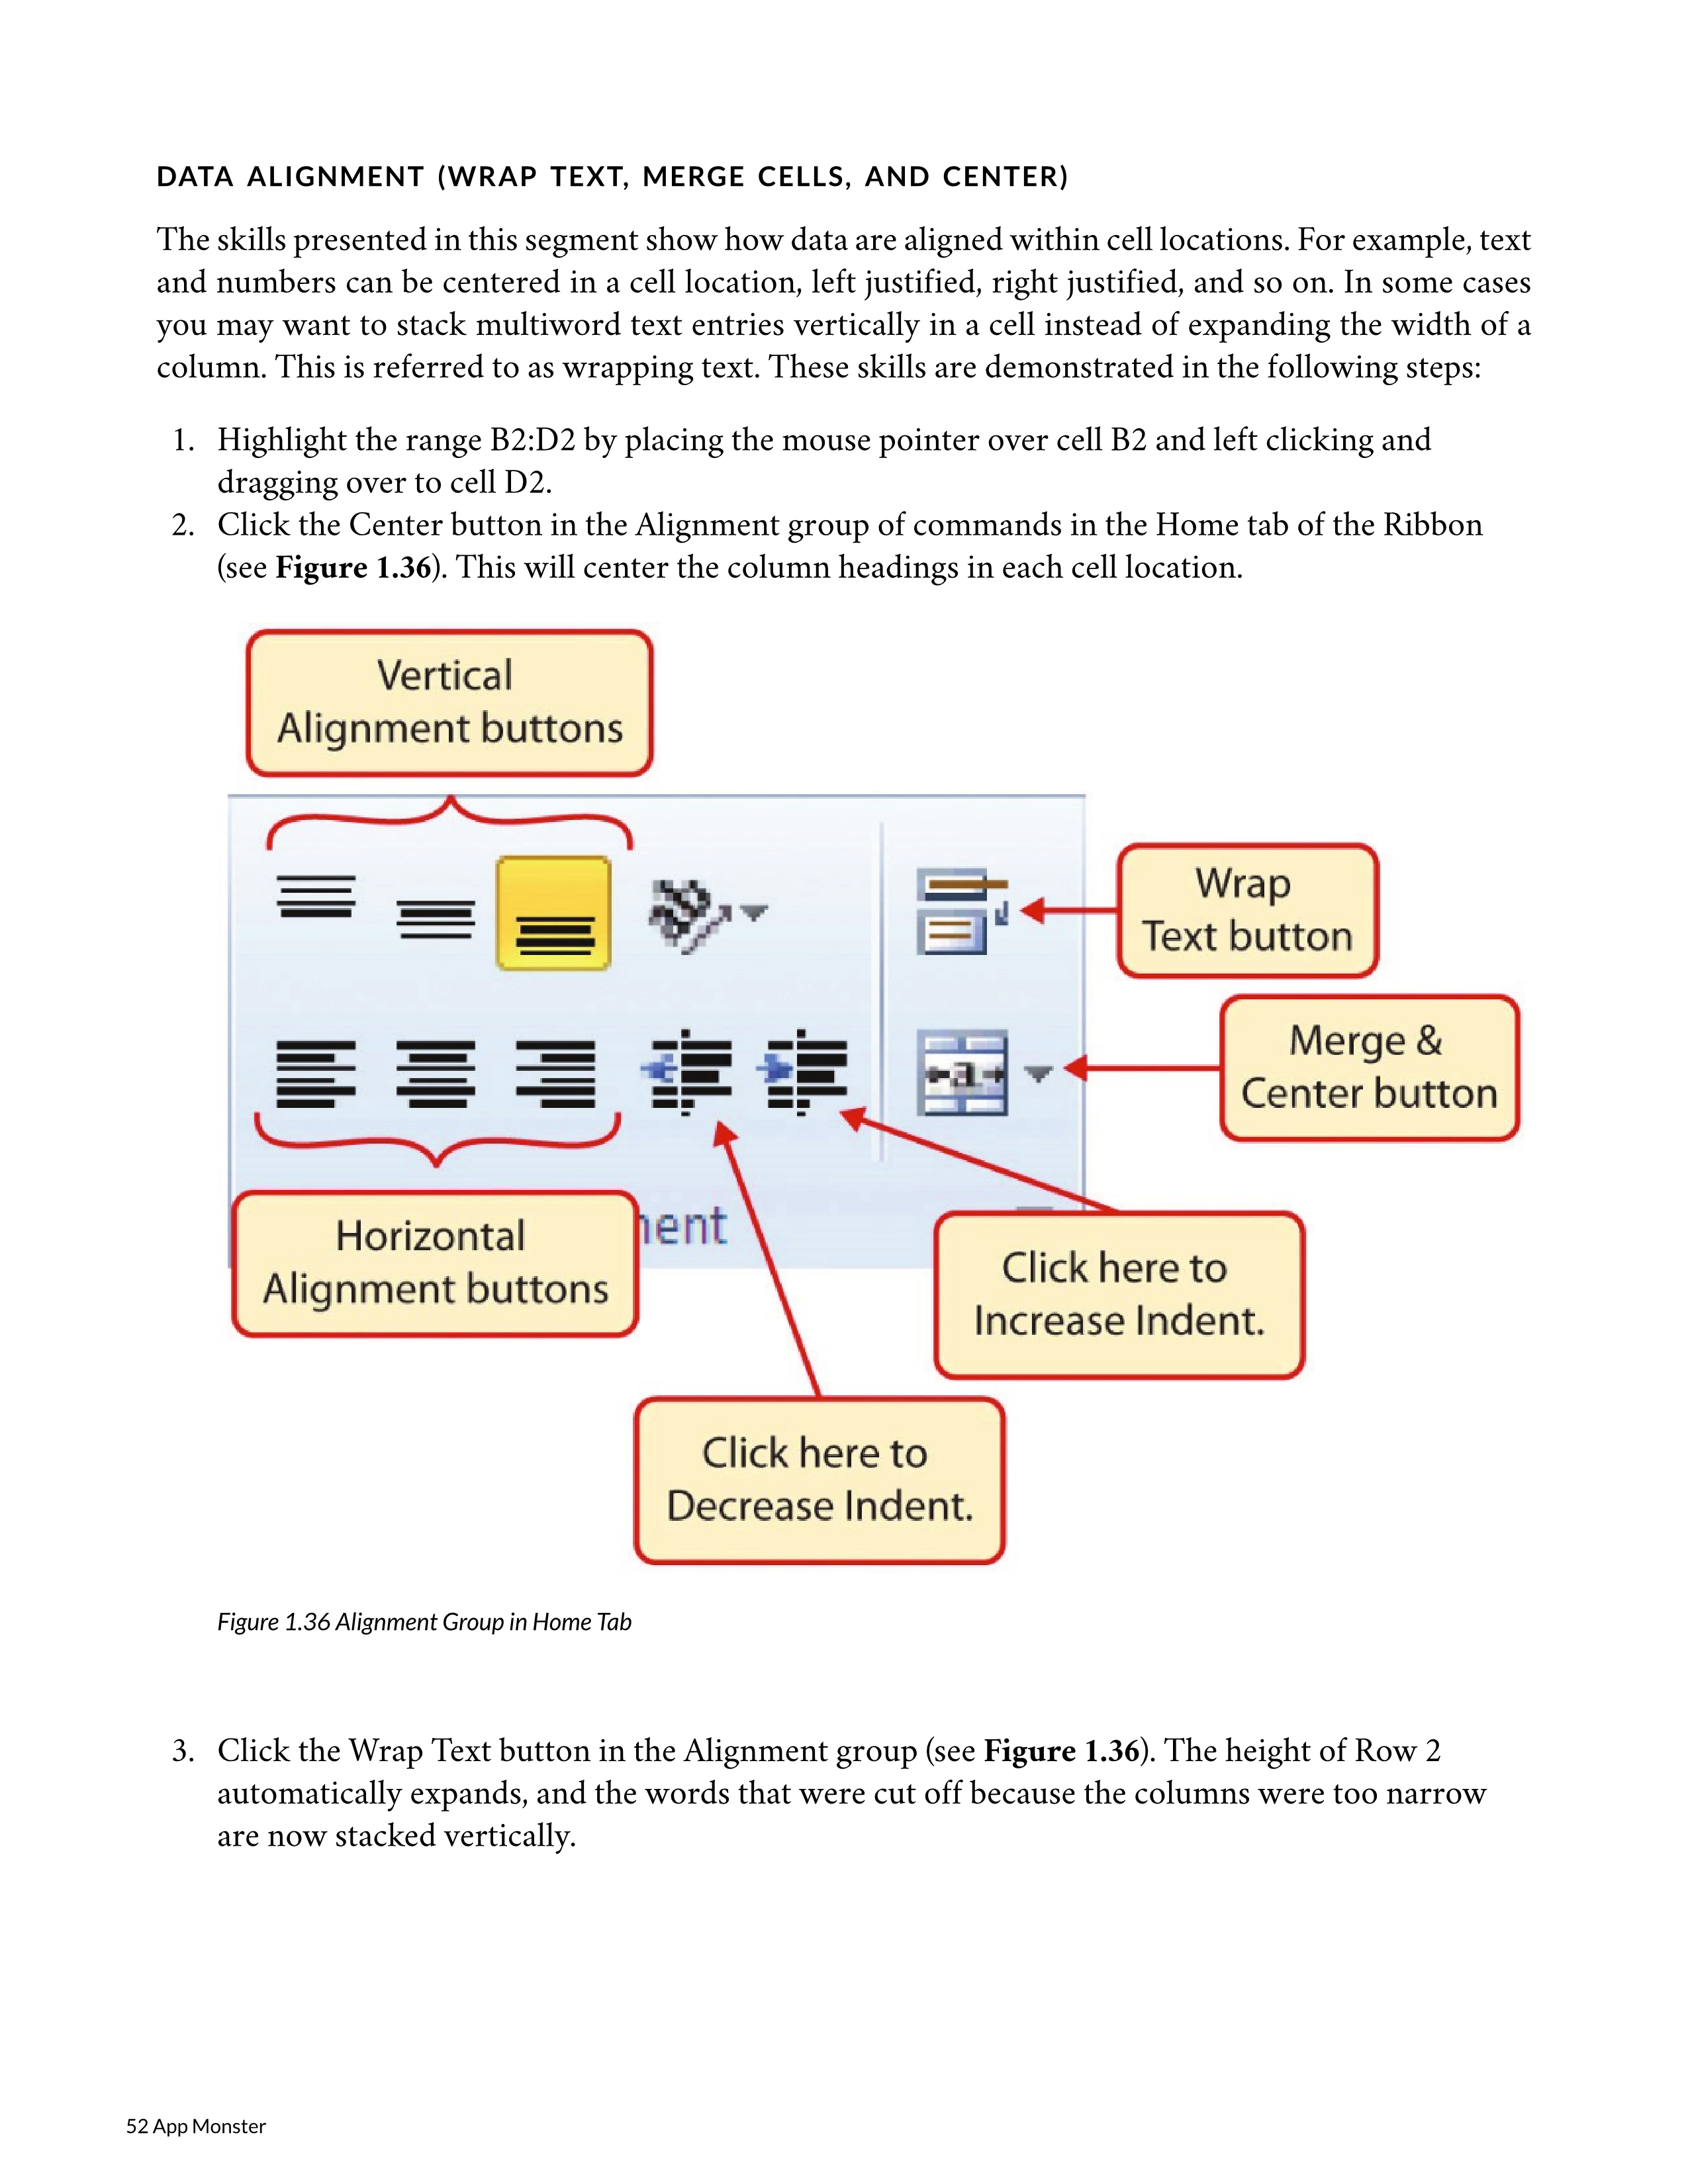 DATA ALIGNMENT (WRAP TEXT, MERGE CELLS, AND CENTER)
The skills presented in this segment show how data are aligned within cell locations. For example, text
and numbers can be centered in a cell location, left justified, right justified, and so on. In some cases
you may want to stack multiword text entries vertically in a cell instead of expanding the width of a
column. This is referred to as wrapping text. These skills are demonstrated in the following steps:
1. Highlight the range B2:D2 by placing the mouse pointer over cell B2 and left clicking and
dragging over to cell D2.
2. Click the Center button in the Alignment group of commands in the Home tab of the Ribbon
(see Figure 1.36). This will center the column headings in each cell location.
Vertical
Alignment buttons
Wrap
Text button
a
Merge &
Center button
Horizontal
Alignment buttons
ment
Click here to
Increase Indent.
Click here to
Decrease Indent.
Figure 1.36 Alignment Group in Home Tab
3. Click the Wrap Text button in the Alignment group (see Figure 1.36). The height of Row 2
automatically expands, and the words that were cut off because the columns were too narrow
are now stacked vertically.
52 App Monster